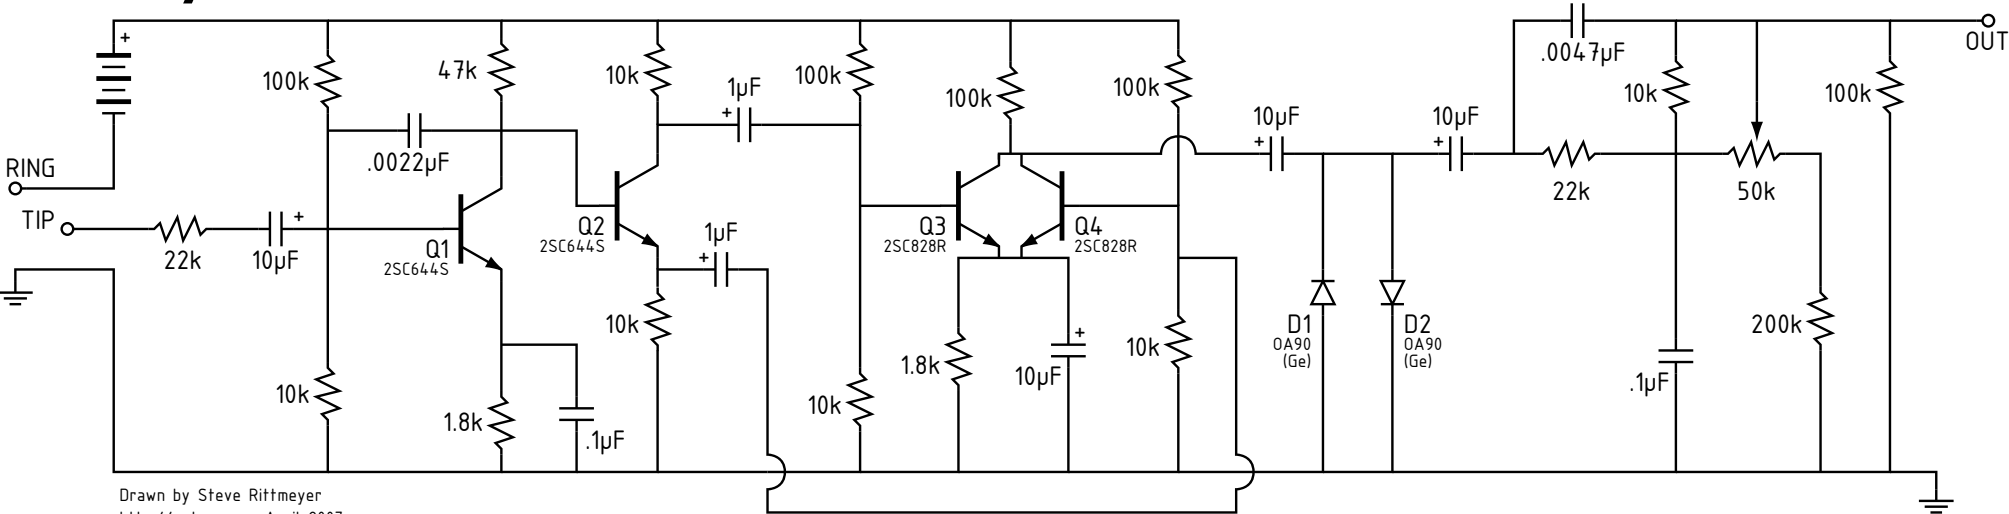 +
100k
47k
10k
1µF
+
100k
100k
100k
10µF
+
10µF
+
.0047µF
10k
100k
OUT
RING
.0022µF
TIP
22k
10µF
+
Q1
2SC644S
Q2
2SC644S
1µF
+
Q3
2SC828R
Q4
2SC828R
22k
50k
10k
10k
1.8k
.1µF
10k
1.8k
10µF
+
10k
D1
OA90
(Ge)
D2
OA90
(Ge)
.1µF
200k
Drawn by Steve Rittmeyer